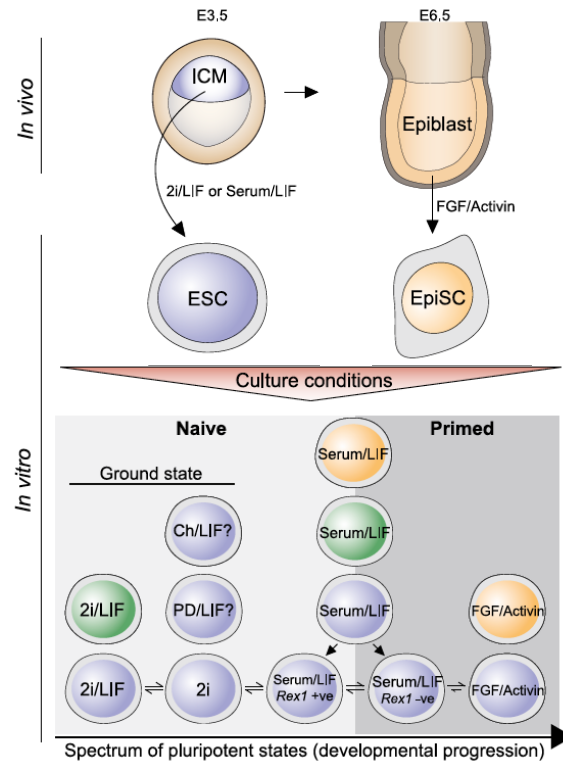 E3.5
E6.5
In vivo
ICM
Epiblast
2i/LIF or Serum/LIF
FGF/Activin
ESC
EpiSC
Culture conditions
In vitro
Naive
Primed
Ground state
Serum/LIF
Ch/LIF?
Serum/LIF
2i/LIF
PD/LIF?
Serum/LIF
FGF/Activin
2i/LIF
2i
Serum/LIF
Rex1 +ve
Serum/LIF
Rex1 –ve
FGF/Activin
Spectrum of pluripotent states (developmental progression)